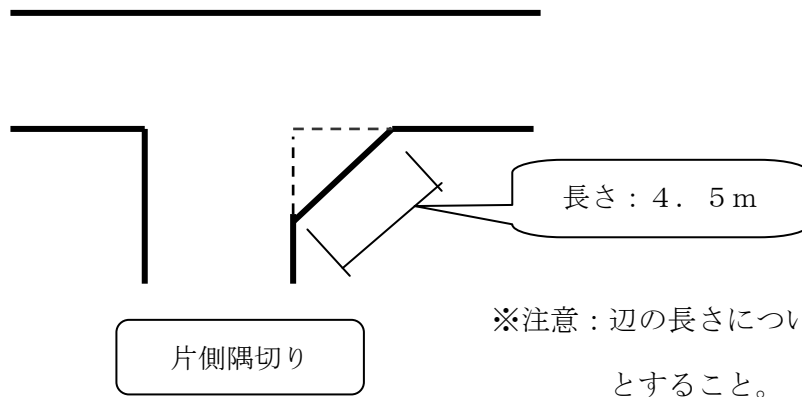 長さ：４．５ｍ
※注意：辺の長さについ
片側隅切り
とすること。